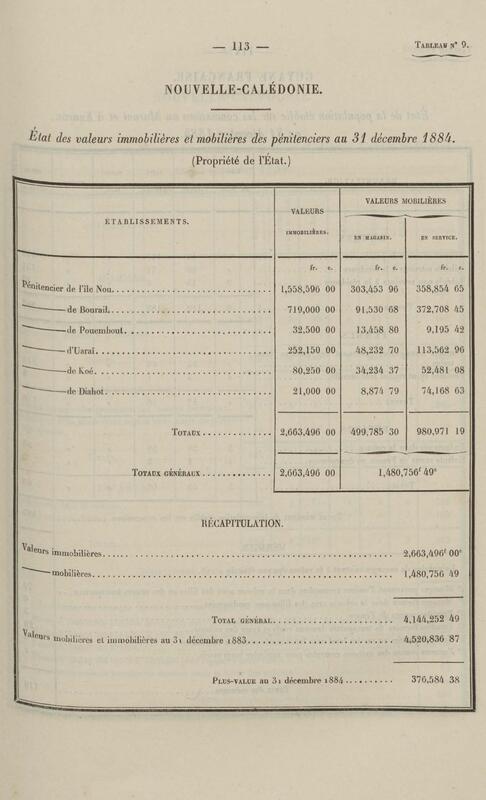 — 113 —
TABLEAU N° 9.
NOUVELLE-CALÉDONIE.
État des valeurs immobilières et mobilières des pénitenciers au 31 décembre 1884.
(Propriété de l'État.)
ETABLISSEMENTS. VALEURS IMMOBILIÈRES. VALEURS MOBILIÈRES
EN MAGASIN. EN SERVICE.
fr. c. fr. c. fr. c.
Pénitencier de l'île Nou. 1,558,596 00 303,453 96 358,854 65
— de Bourail. 719,000 00 91,530 68 372,708 45
— de Pouembout. 32,500 00 13,458 80 9,195 42
— d'Uaraï. 252,150 00 48,232 70 113,562 96
— de Koé. 80,250 00 34,234 37 52,481 08
— de Diahot. 21,000 00 8,874 79 74,168 63
TOTAUX 2,663,496 00 499,785 30 980,971 19
TOTAUX GÉNÉRAUX 2,663,496 00 1,480,756f 49c
RÉCAPITULATION.
Valeurs immobilières 2,663,496f 00c
— mobilières 1,480,756 49
TOTAL GÉNÉRAL 4,144,252 49
Valeurs mobilières et immobilières au 31 décembre 1883 4,520,836 87
PLUS-VALUE au 31 décembre 1884 376,584 38